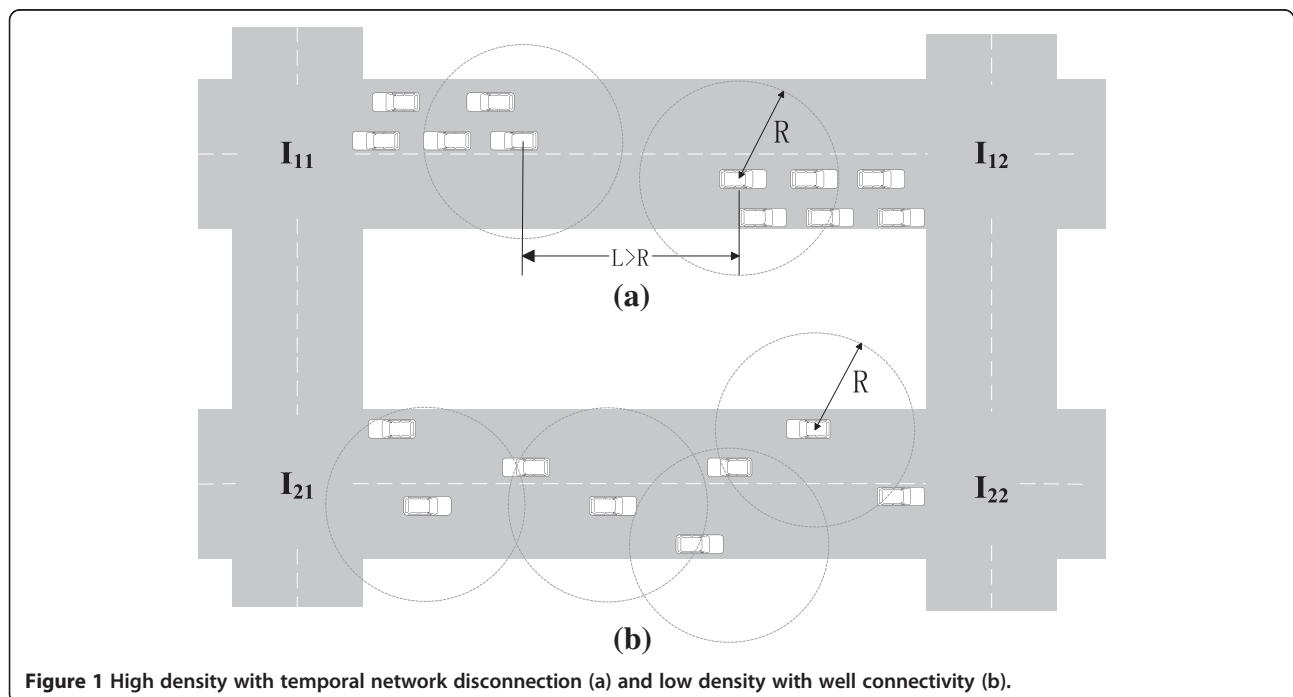 I₁₁
R
I₁₂
L>R
(a)
R
I₂₁
I₂₂
(b)
Figure 1 High density with temporal network disconnection (a) and low density with well connectivity (b).